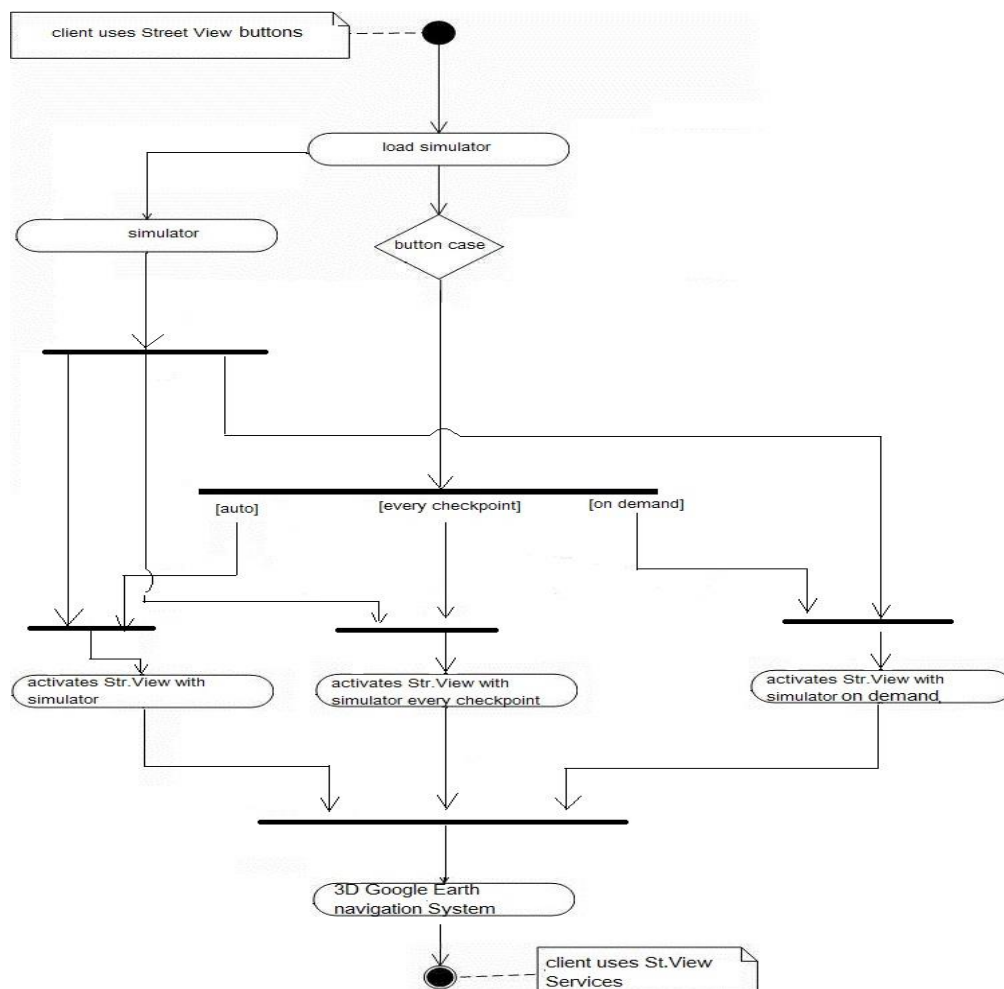 client uses Street View buttons
load simulator
simulator
button case
[auto]
[every checkpoint]
[on demand]
activates Str.View with
simulator
activates Str.View with
simulator every checkpoint
activates Str.View with
simulator on demand
3D Google Earth
navigation System
client uses St.View
Services